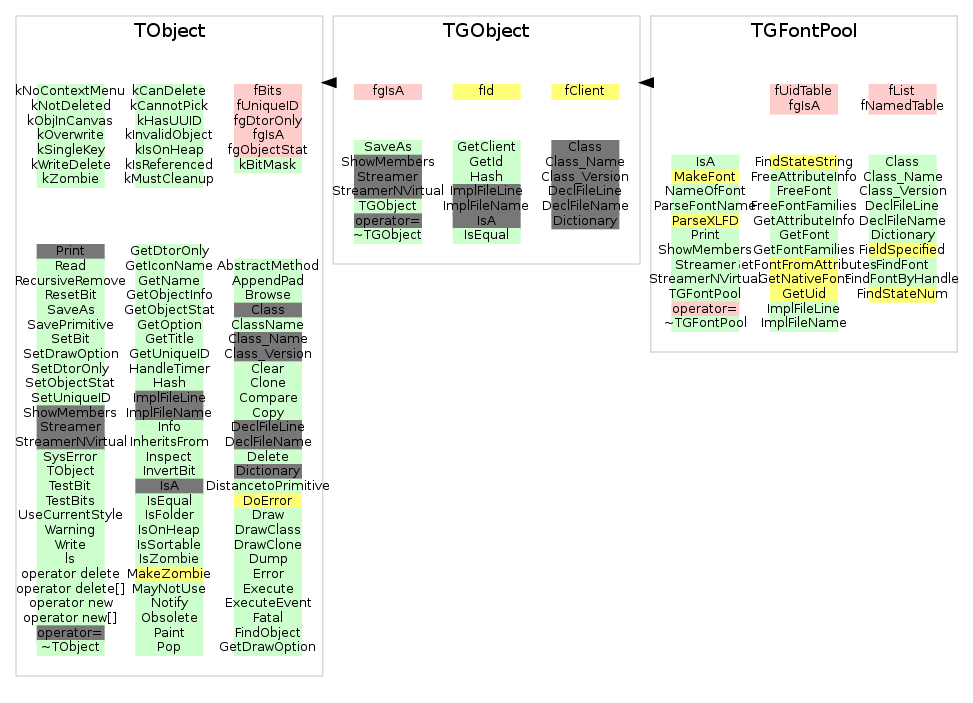 TObject
kNoContextMenu kCanDelete fBits
kNotDeleted kCannotPick fUniqueID
kObjInCanvas kHasUUID fgDtorOnly
kOverwrite kInvalidObject fgIsA
kSingleKey kIsOnHeap fgObjectStat
kWriteDelete kIsReferenced kBitMask
kZombie kMustCleanup
Print GetDtorOnly
Read GetIconName AbstractMethod
RecursiveRemove GetName AppendPad
ResetBit GetObjectInfo Browse
SaveAs GetObjectStat Class
SavePrimitive GetOption ClassName
SetBit GetTitle Class_Name
SetDrawOption GetUniqueID Class_Version
SetDtorOnly HandleTimer Clear
SetObjectStat Hash Clone
SetUniqueID ImplFileLine Compare
ShowMembers ImplFileName Copy
Streamer Info DeclFileLine
StreamerNVirtual InheritsFrom DeclFileName
SysError Inspect Delete
TObject InvertBit Dictionary
TestBit IsA DistancetoPrimitive
TestBits IsEqual DoError
UseCurrentStyle IsFolder Draw
Warning IsOnHeap DrawClass
Write IsSortable DrawClone
ls IsZombie Dump
operator delete MakeZombie Error
operator delete[] MayNotUse Execute
operator new Notify ExecuteEvent
operator new[] Obsolete Fatal
operator= Paint FindObject
~TObject Pop GetDrawOption
TGObject
fgIsA fId fClient
SaveAs GetClient Class
ShowMembers GetId Class_Name
Streamer Hash Class_Version
StreamerNVirtual ImplFileLine DeclFileLine
TGObject ImplFileName DeclFileName
operator= IsA Dictionary
~TGObject IsEqual
TGFontPool
fUidTable fList
fgIsA fNamedTable
IsA FindStateString Class
MakeFont FreeAttributeInfo Class_Name
NameOfFont FreeFont Class_Version
ParseFontName FreeFontFamilies DeclFileLine
ParseXLFD GetAttributeInfo DeclFileName
Print GetFont Dictionary
ShowMembers GetFontFamilies FieldSpecified
Streamer etFontFromAttributes FindFont
StreamerNVirtual GetNativeFont FindFontByHandle
TGFontPool GetUid FindStateNum
operator= ImplFileLine
~TGFontPool ImplFileName